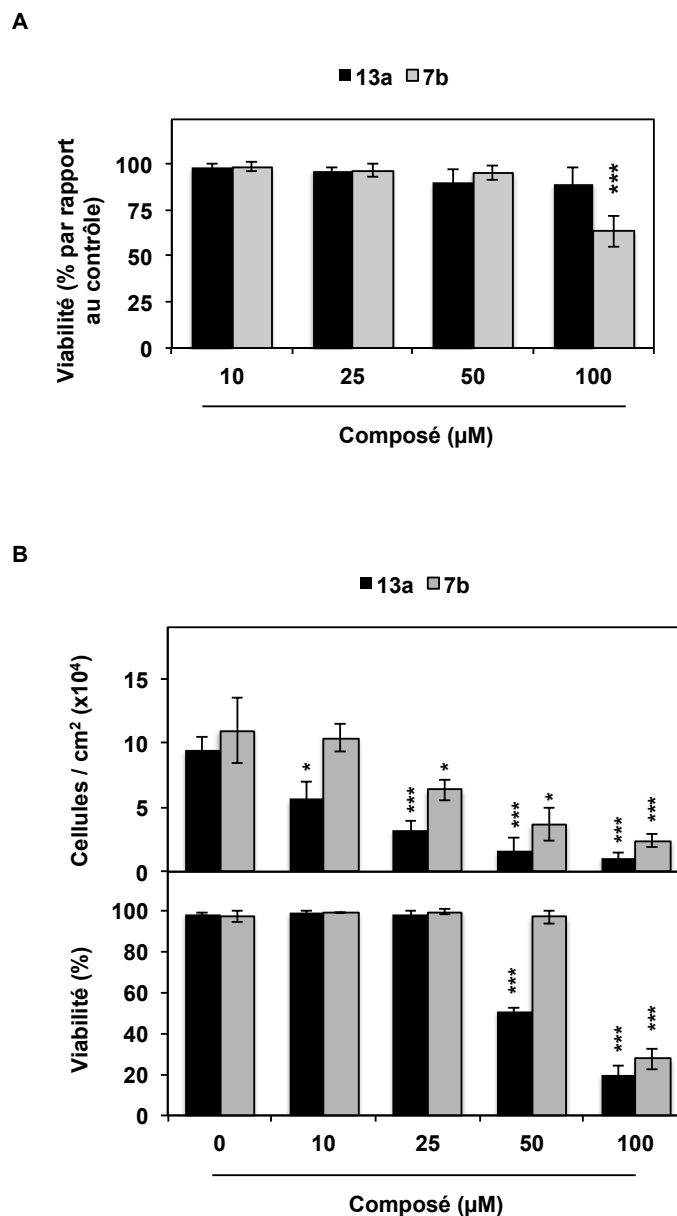 A
13a 7b
Viabilité (% par rapport
au contrôle)
100
75
50
25
0
***
10 25 50 100
Composé (µM)
B
13a 7b
Cellules / cm² (x10⁴)
15
10
5
0
* *** * *** * *** ***
Viabilité (%)
100
80
60
40
20
0
*** *** ***
0 10 25 50 100
Composé (µM)